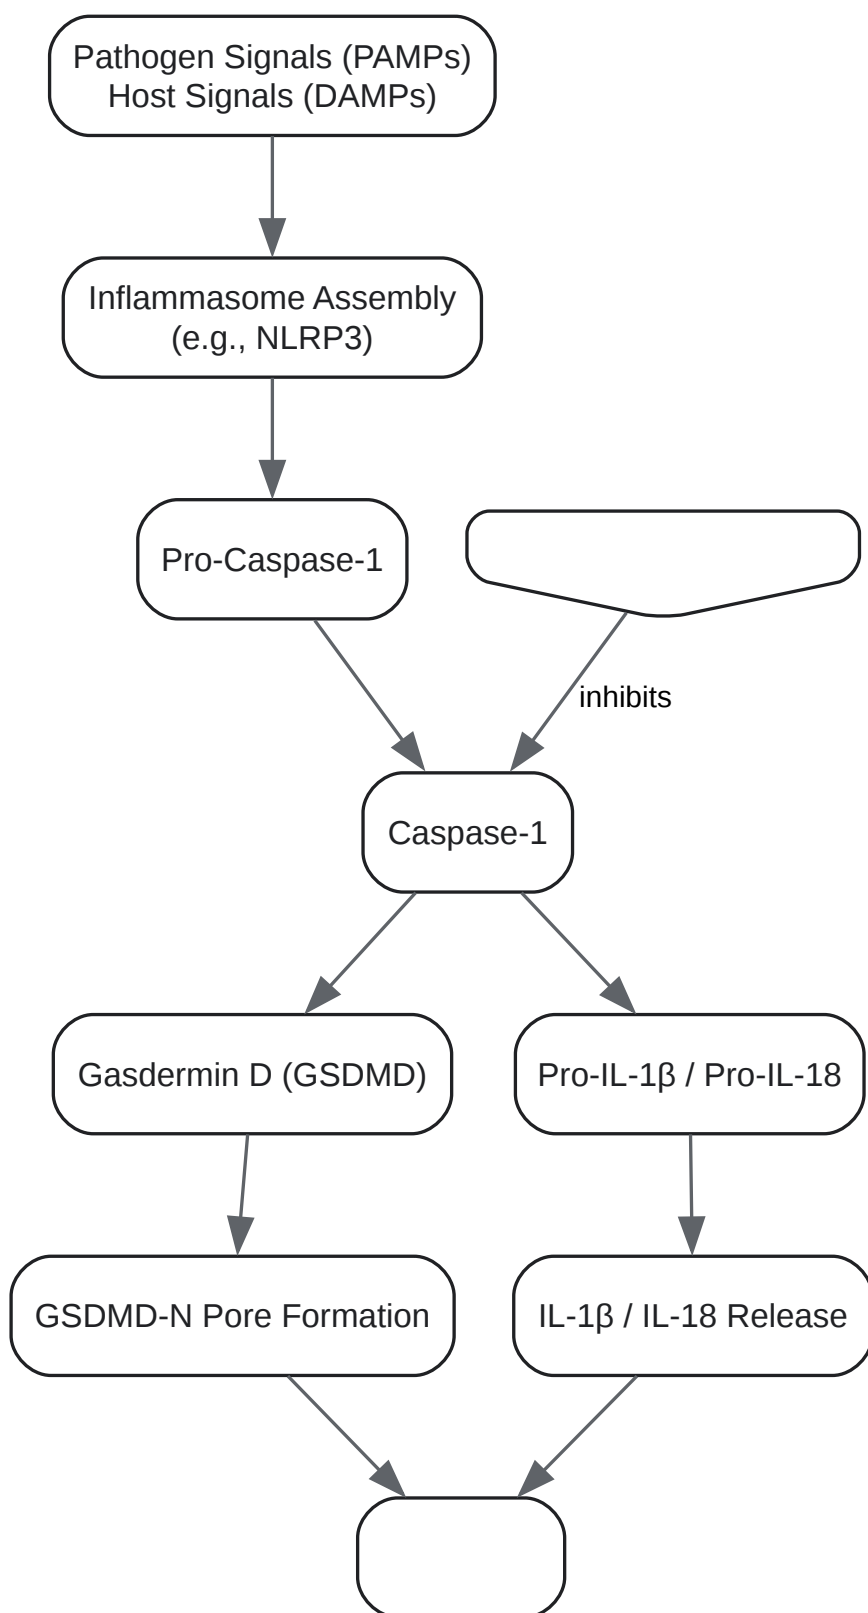 Pathogen Signals (PAMPs)
Host Signals (DAMPs)
Inflammasome Assembly
(e.g., NLRP3)
Pro-Caspase-1
inhibits
Caspase-1
Gasdermin D (GSDMD)
Pro-IL-1β / Pro-IL-18
GSDMD-N Pore Formation
IL-1β / IL-18 Release